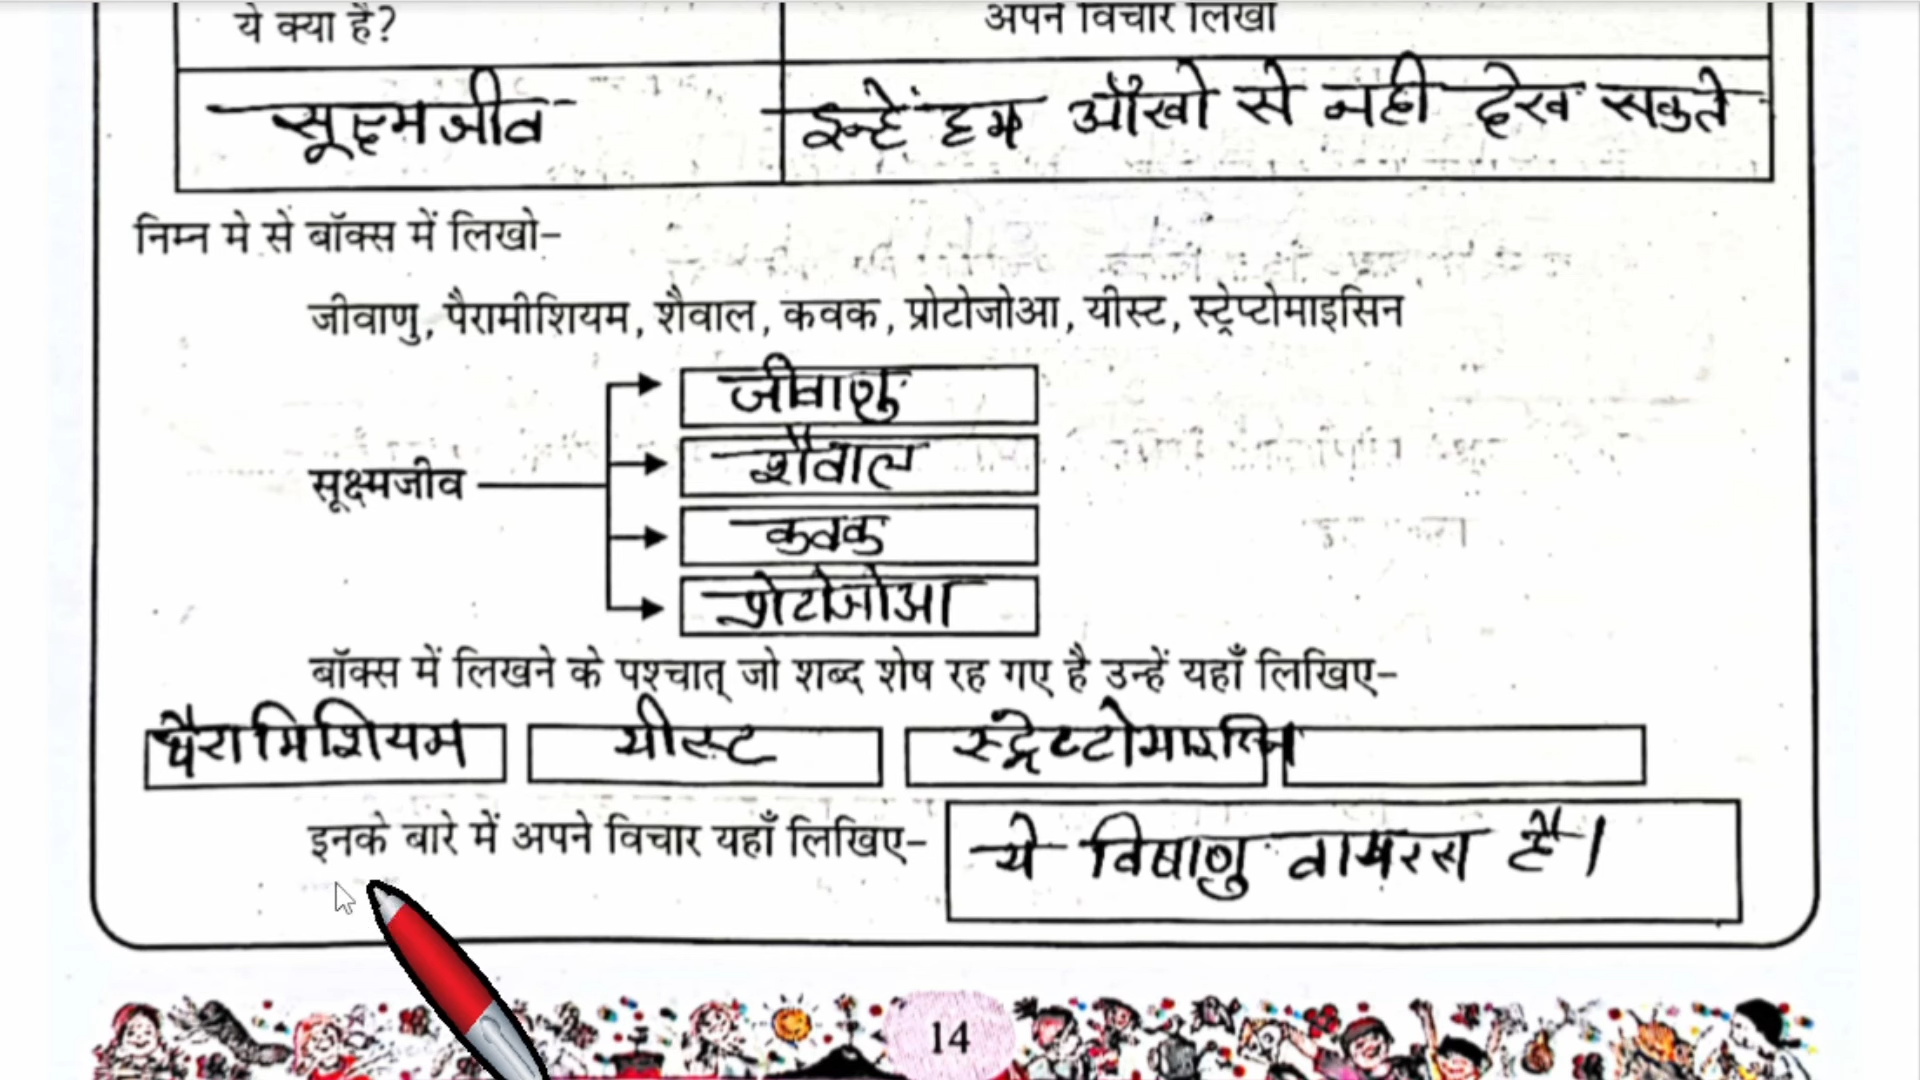 ये क्या है? अपने विचार लिखो
सूक्ष्मजीव इन्हें हम आँखो से नही देख सकते
निम्न मे से बॉक्स में लिखो–
जीवाणु, पैरामीशियम, शैवाल, कवक, प्रोटोजोआ, यीस्ट, स्ट्रेप्टोमाइसिन
जीवाणु
शैवाल
सूक्ष्मजीव
कवक
प्रोटोजोआ
बॉक्स में लिखने के पश्चात् जो शब्द शेष रह गए है उन्हें यहाँ लिखिए–
पैरामिशियम यीस्ट
इनके बारे में अपने विचार यहाँ लिखिए– ये विषाणु वायरस है।
14